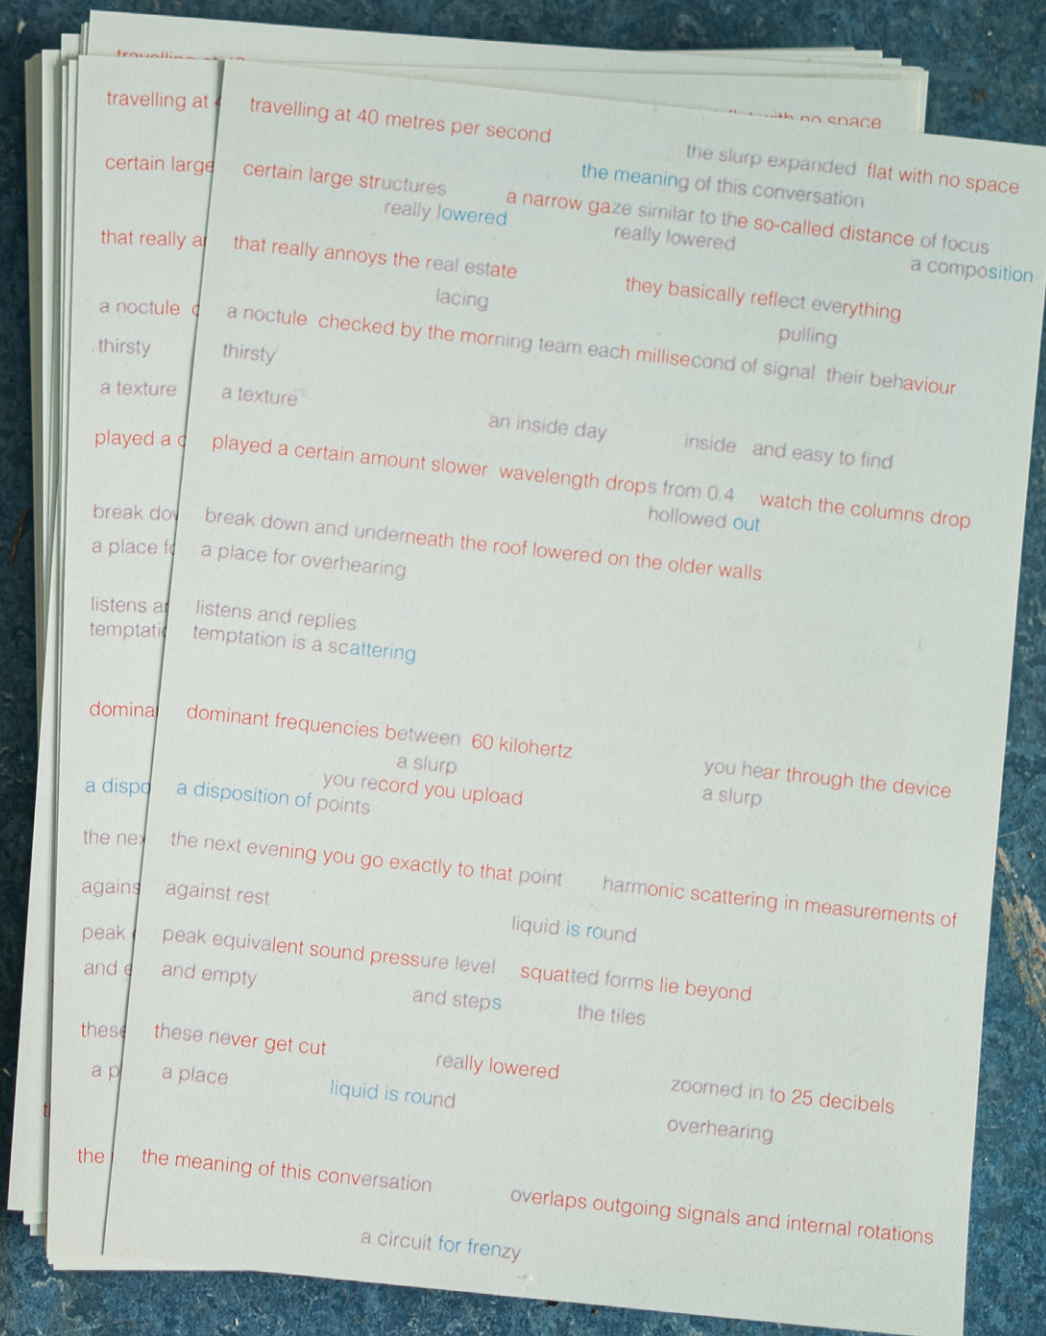 travelling
with no space
travelling at
certain large
that really
a noctule
thirsty
a texture
played a
break
a place
listens
the
agains
peak
and
these
a
the
travelling at 40 metres per second
the slurp expanded flat with no space
the meaning of this conversation
certain large structures
a narrow gaze similar to the so-called distance of focus
really lowered
really lowered
a composition
that really annoys the real estate
they basically reflect everything
lacing
pulling
a noctule checked by the morning team each millisecond of signal their behaviour
thirsty
a texture
an inside day
inside and easy to find
played a certain amount slower wavelength drops from 0.4 watch the columns drop
hollowed out
break down and underneath the roof lowered on the older walls
a place for overhearing
listens and replies
temptation is a scattering
dominant frequencies between 60 kilohertz
a slurp
you hear through the device
you record you upload
a slurp
a disposition of points
the next evening you go exactly to that point harmonic scattering in measurements of
against rest
liquid is round
peak equivalent sound pressure level squatted forms lie beyond
and empty
and steps
the tiles
these never get cut
really lowered
zoomed in to 25 decibels
a place
liquid is round
overhearing
the meaning of this conversation
overlaps outgoing signals and internal rotations
a circuit for frenzy